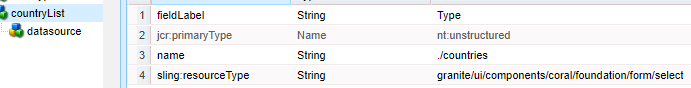 countryList
datasource
1 fieldLabel String Type
2 jcr:primaryType Name nt:unstructured
3 name String ./countries
4 sling:resourceType String granite/ui/components/coral/foundation/form/select